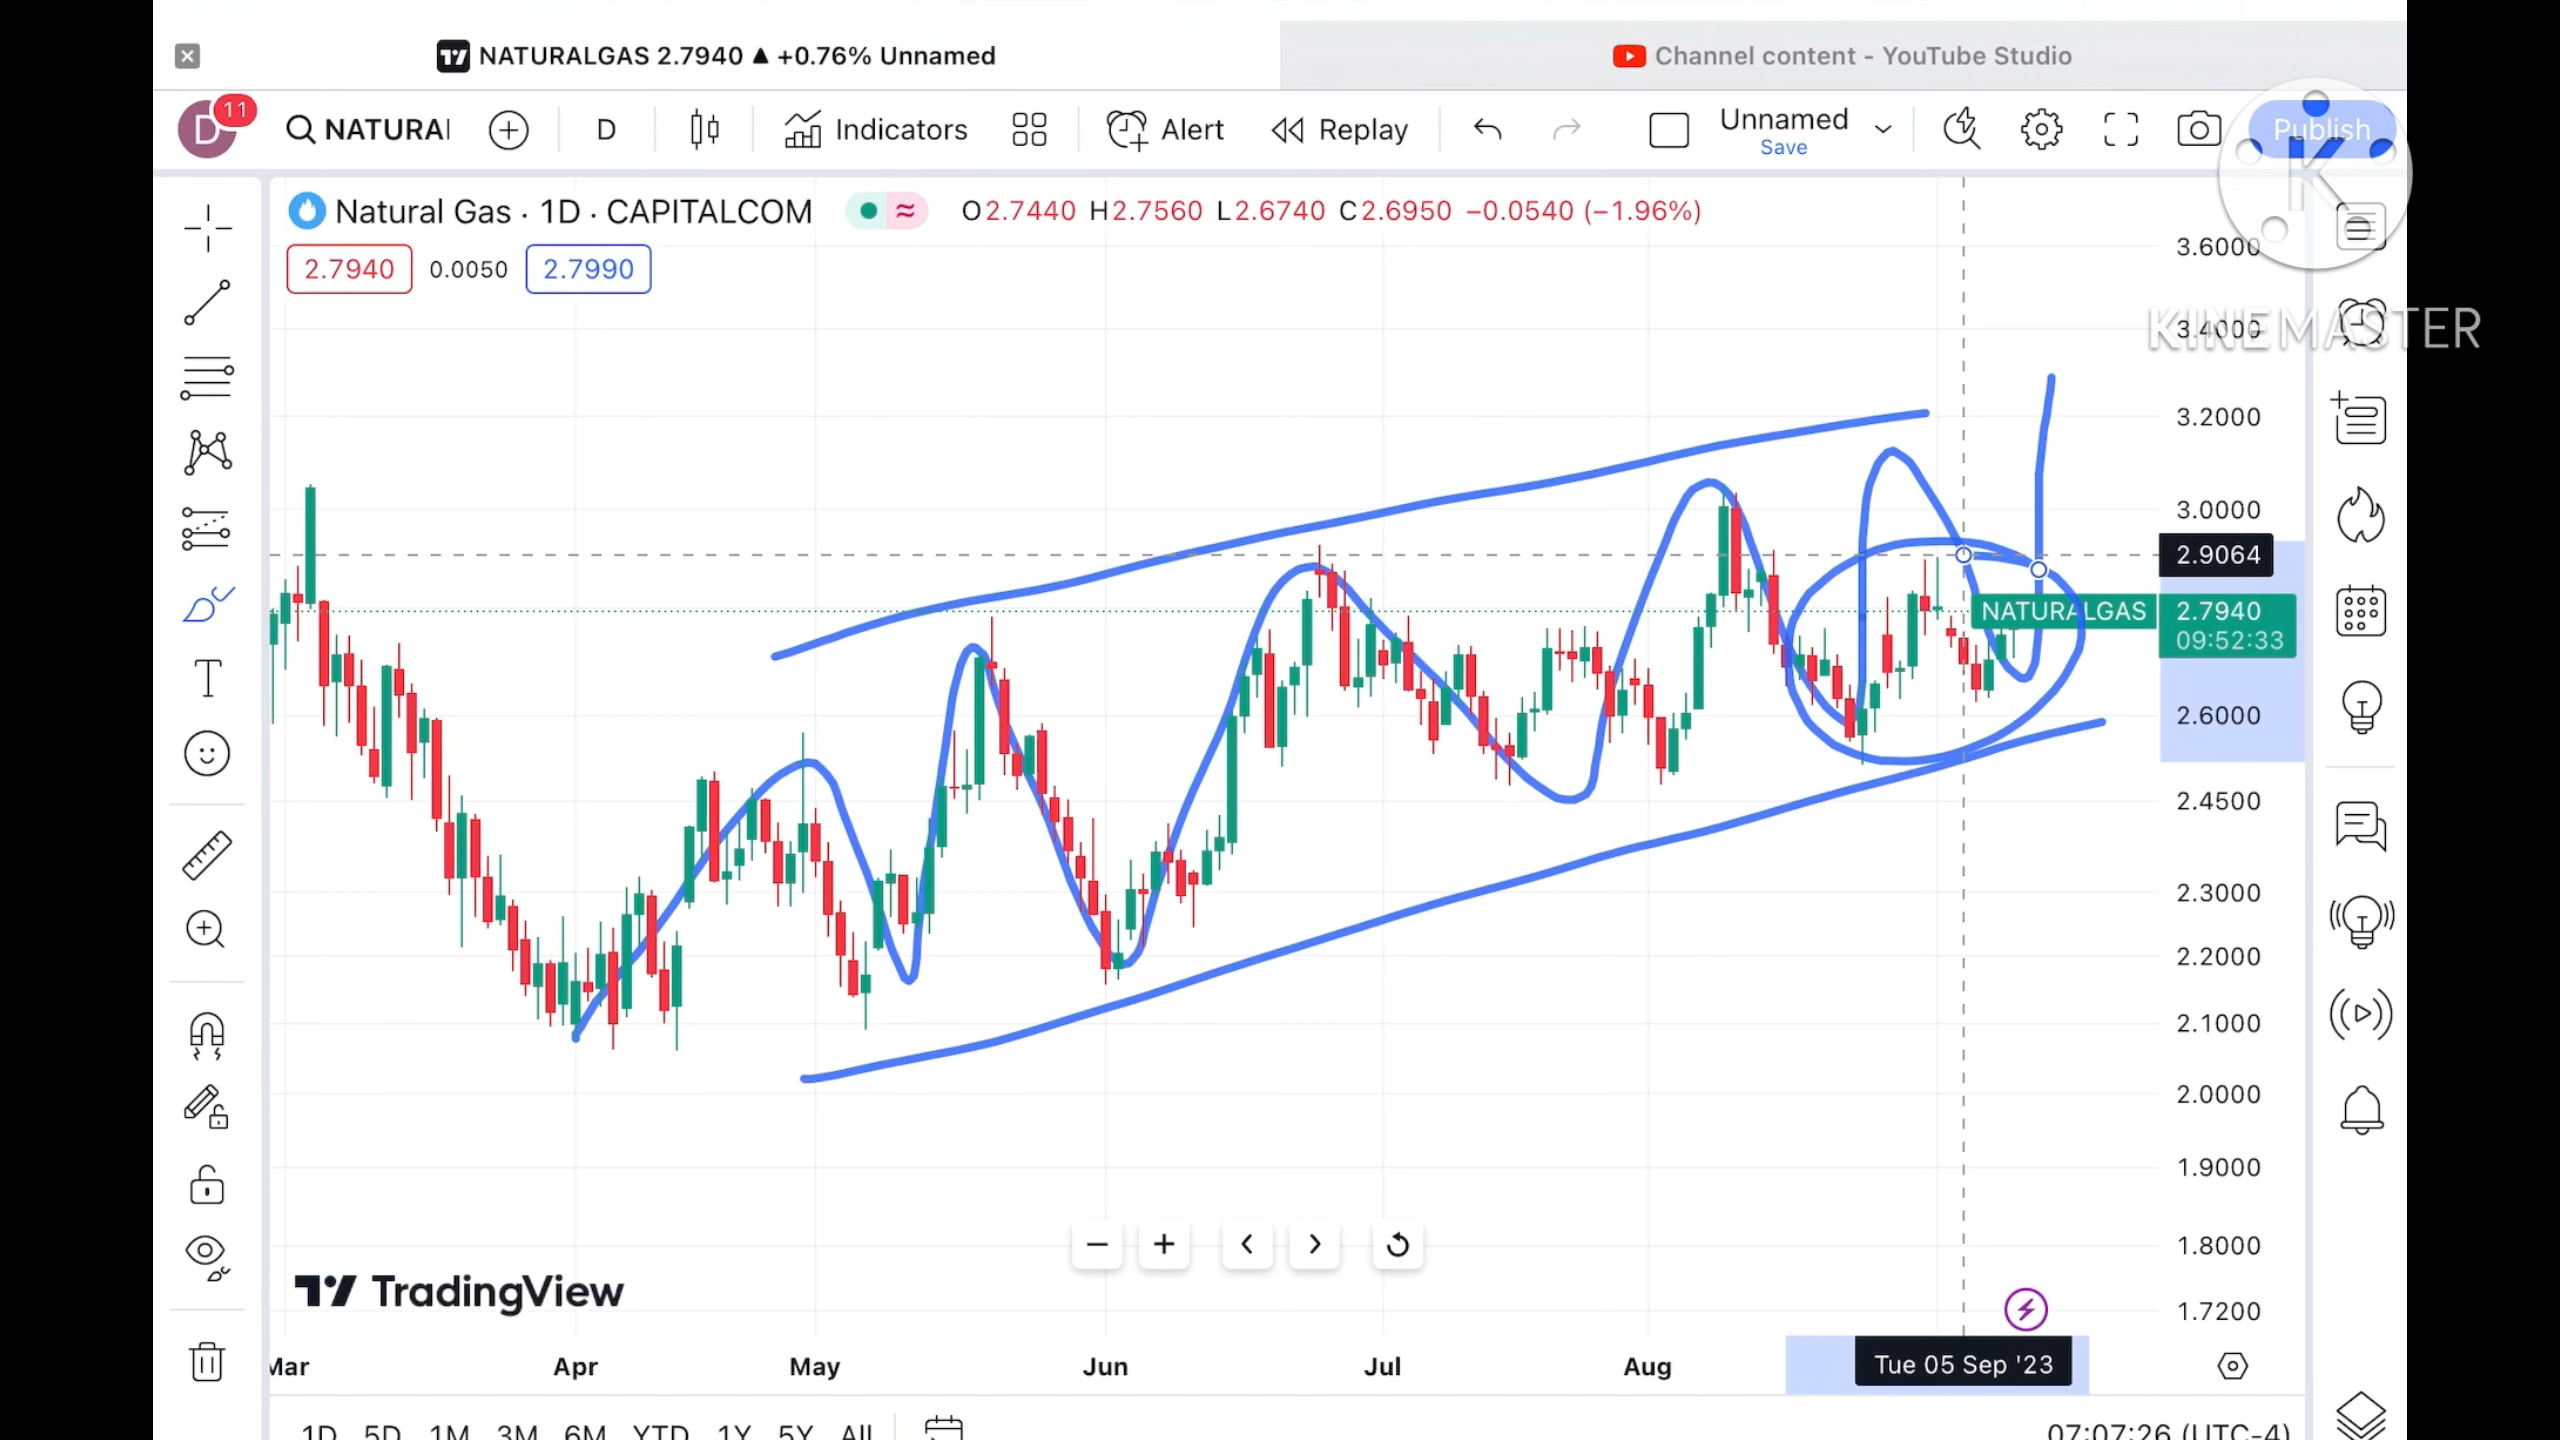 NATURALGAS 2.7940 ▲ +0.76% Unnamed
Channel content - YouTube Studio
D 11 NATURAL D Indicators Alert Replay Unnamed Save Publish
Natural Gas · 1D · CAPITALCOM O2.7440 H2.7560 L2.6740 C2.6950 −0.0540 (−1.96%)
2.7940 0.0050 2.7990
K
KINEMASTER
3.6000
3.4000
3.2000
3.0000
2.9064
NATURALGAS 2.7940
09:52:33
2.6000
2.4500
2.3000
2.2000
2.1000
2.0000
1.9000
1.8000
1.7200
TradingView
Mar Apr May Jun Jul Aug Tue 05 Sep '23
1D 5D 1M 3M 6M YTD 1Y 5Y All 07:07:26 (UTC-4)